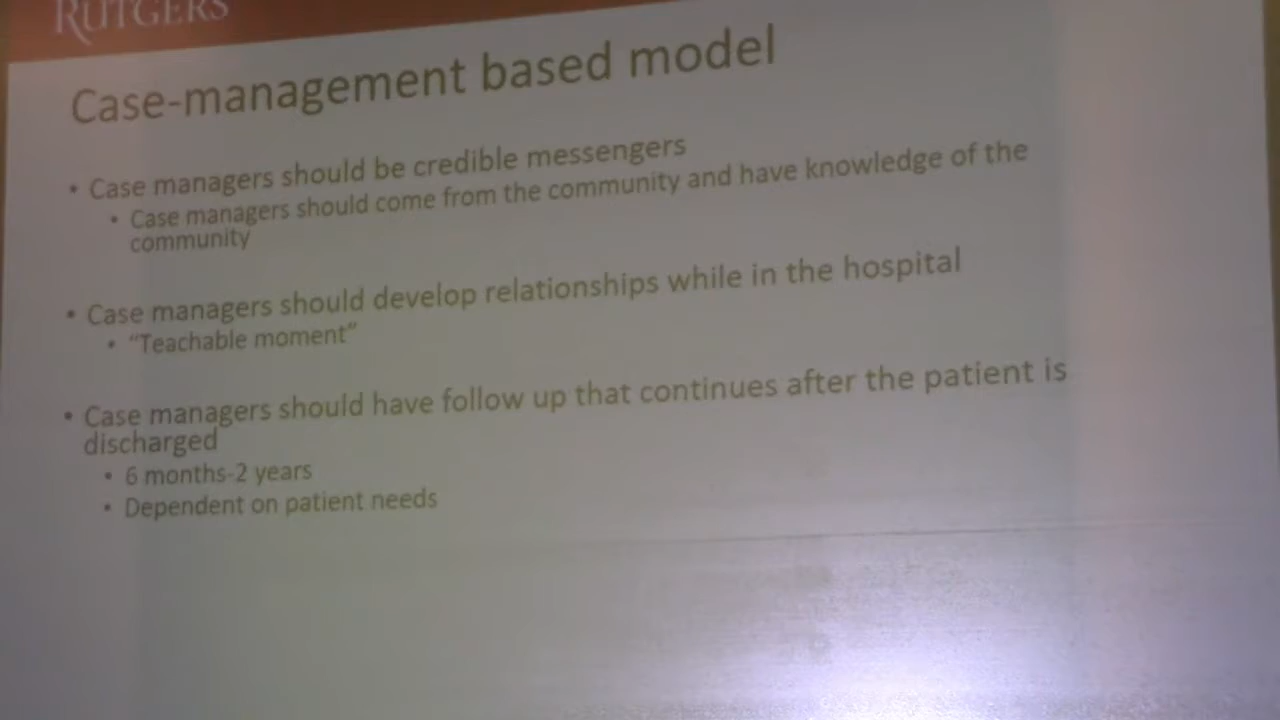 RUTGERS
Case-management based model
• Case managers should be credible messengers
• Case managers should come from the community and have knowledge of the
community
• Case managers should develop relationships while in the hospital
• “Teachable moment”
• Case managers should have follow up that continues after the patient is
discharged
• 6 months-2 years
• Dependent on patient needs